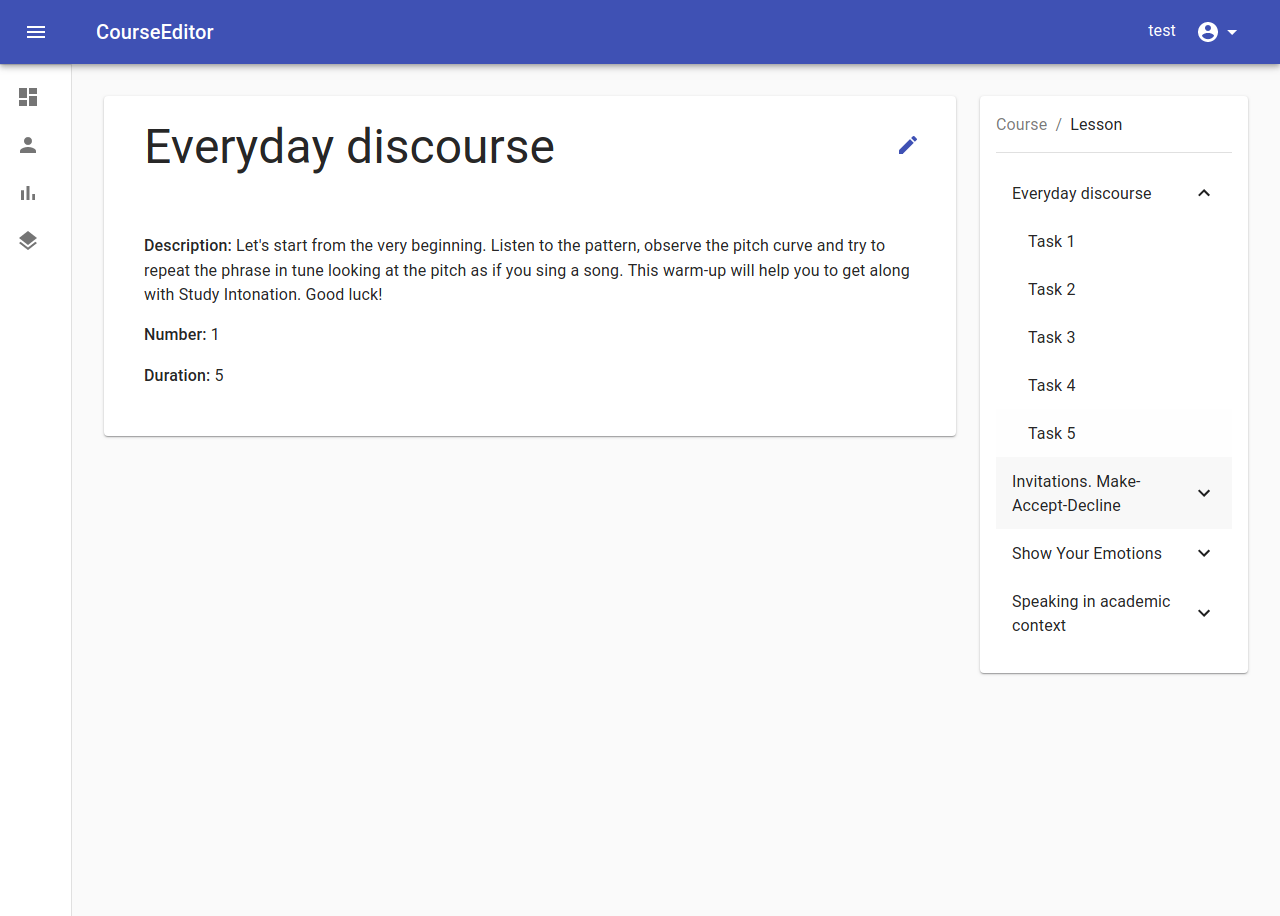 CourseEditor
test
Everyday discourse
Description: Let's start from the very beginning. Listen to the pattern, observe the pitch curve and try to
repeat the phrase in tune looking at the pitch as if you sing a song. This warm-up will help you to get along
with Study Intonation. Good luck!
Number: 1
Duration: 5
Course / Lesson
Everyday discourse
Task 1
Task 2
Task 3
Task 4
Task 5
Invitations. Make-
Accept-Decline
Show Your Emotions
Speaking in academic
context